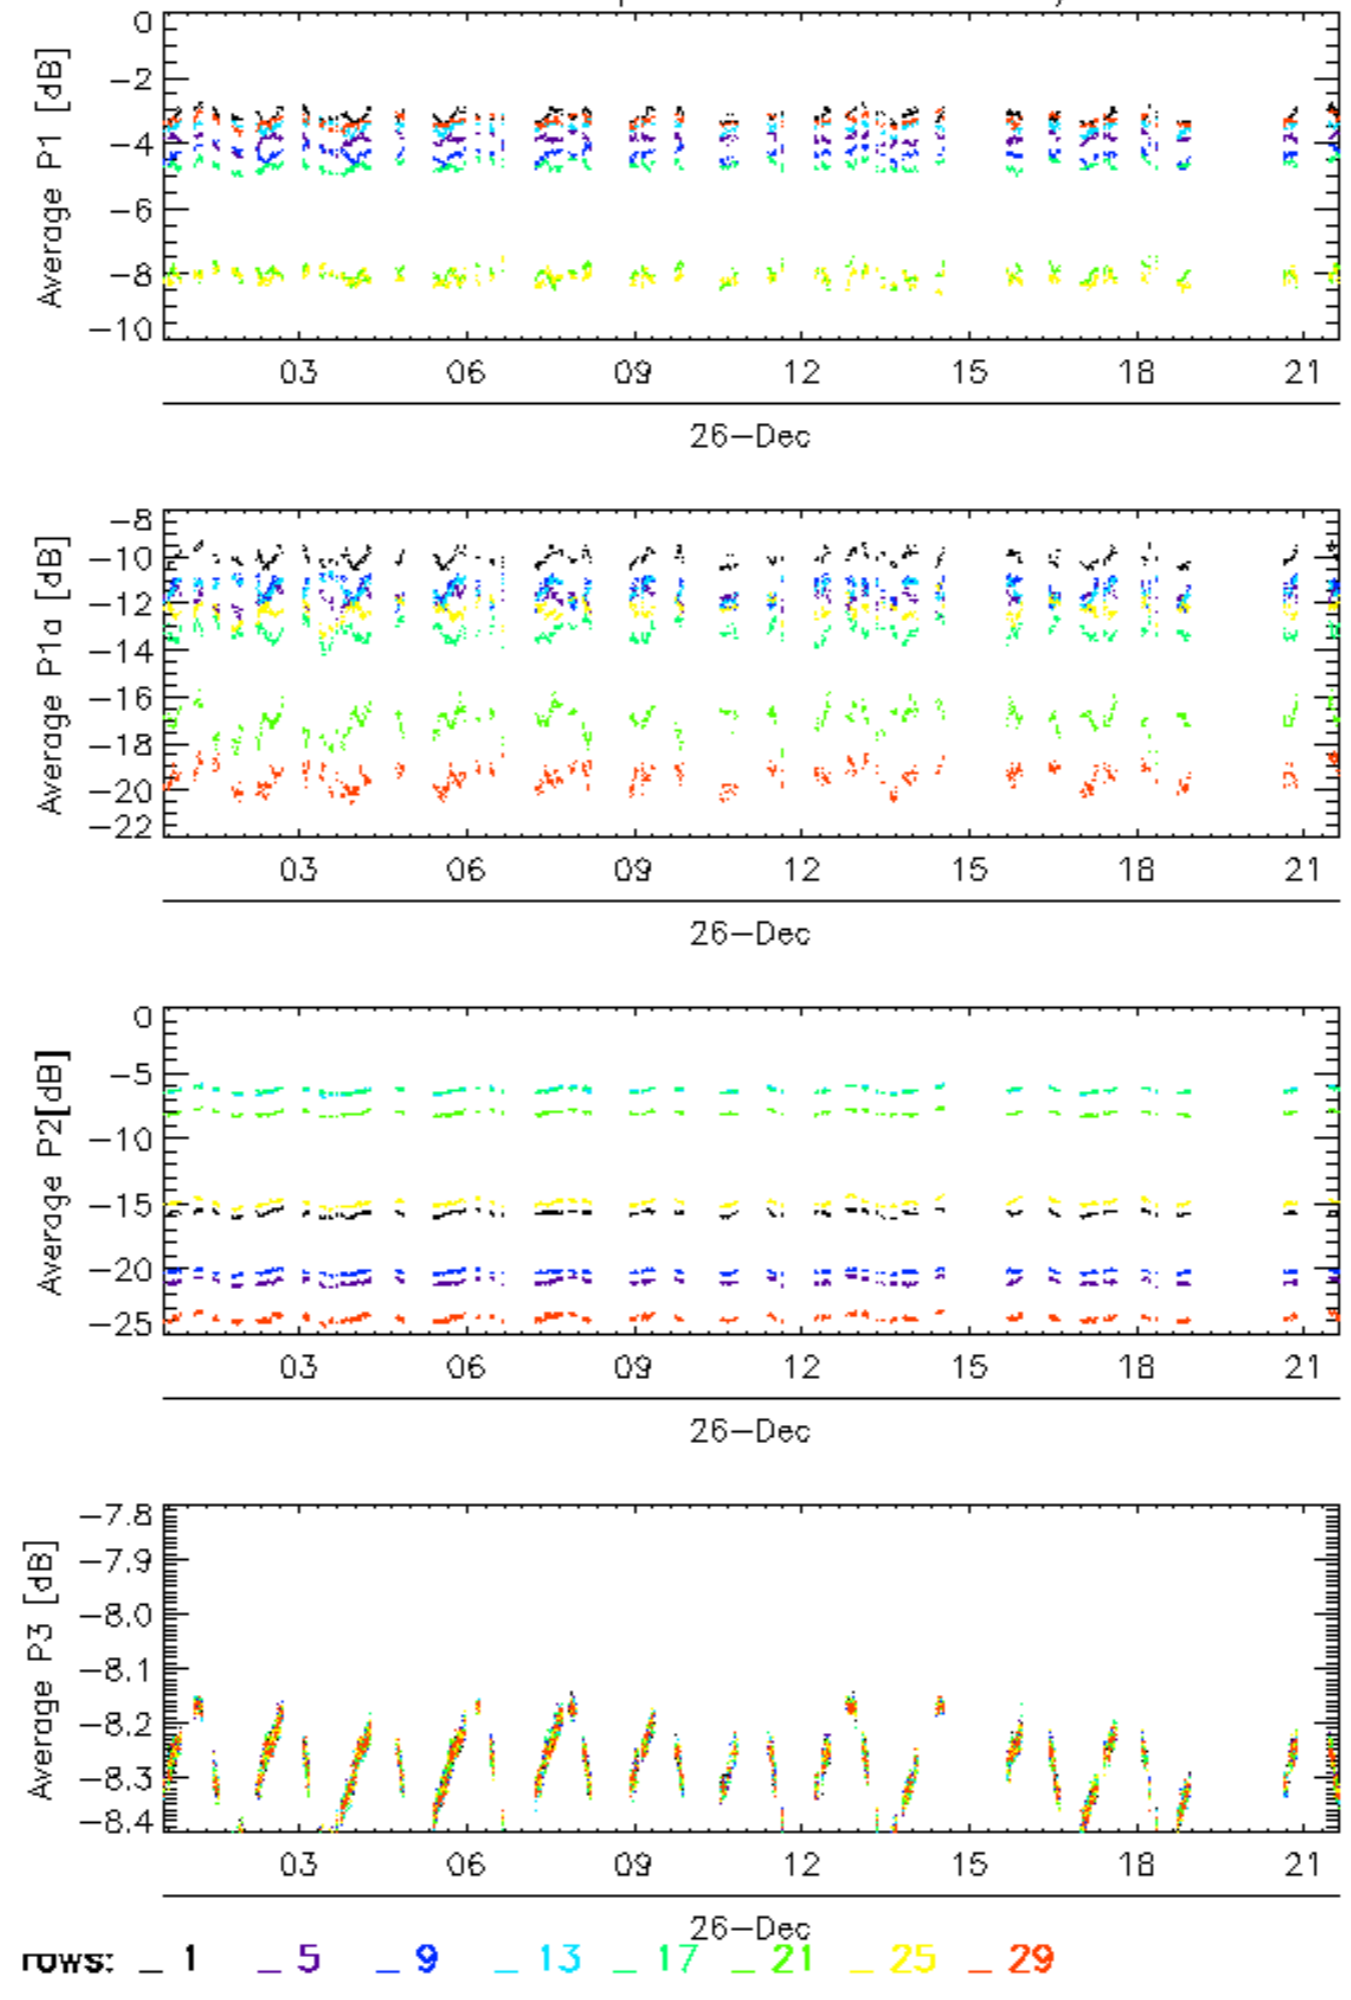 0
−2
−4
−6
−8
−10
Average P1 [dB]
03 06 09 12 15 18 21
26−Dec
−8
−10
−12
−14
−16
−18
−20
−22
Average P1a [dB]
03 06 09 12 15 18 21
26−Dec
0
−5
−10
−15
−20
−25
Average P2[dB]
03 06 09 12 15 18 21
26−Dec
−7.8
−7.9
−8.0
−8.1
−8.2
−8.3
−8.4
Average P3 [dB]
03 06 09 12 15 18 21
26−Dec
rows: _ 1 _ 5 _ 9 _ 13 _ 17 _ 21 _ 25 _ 29